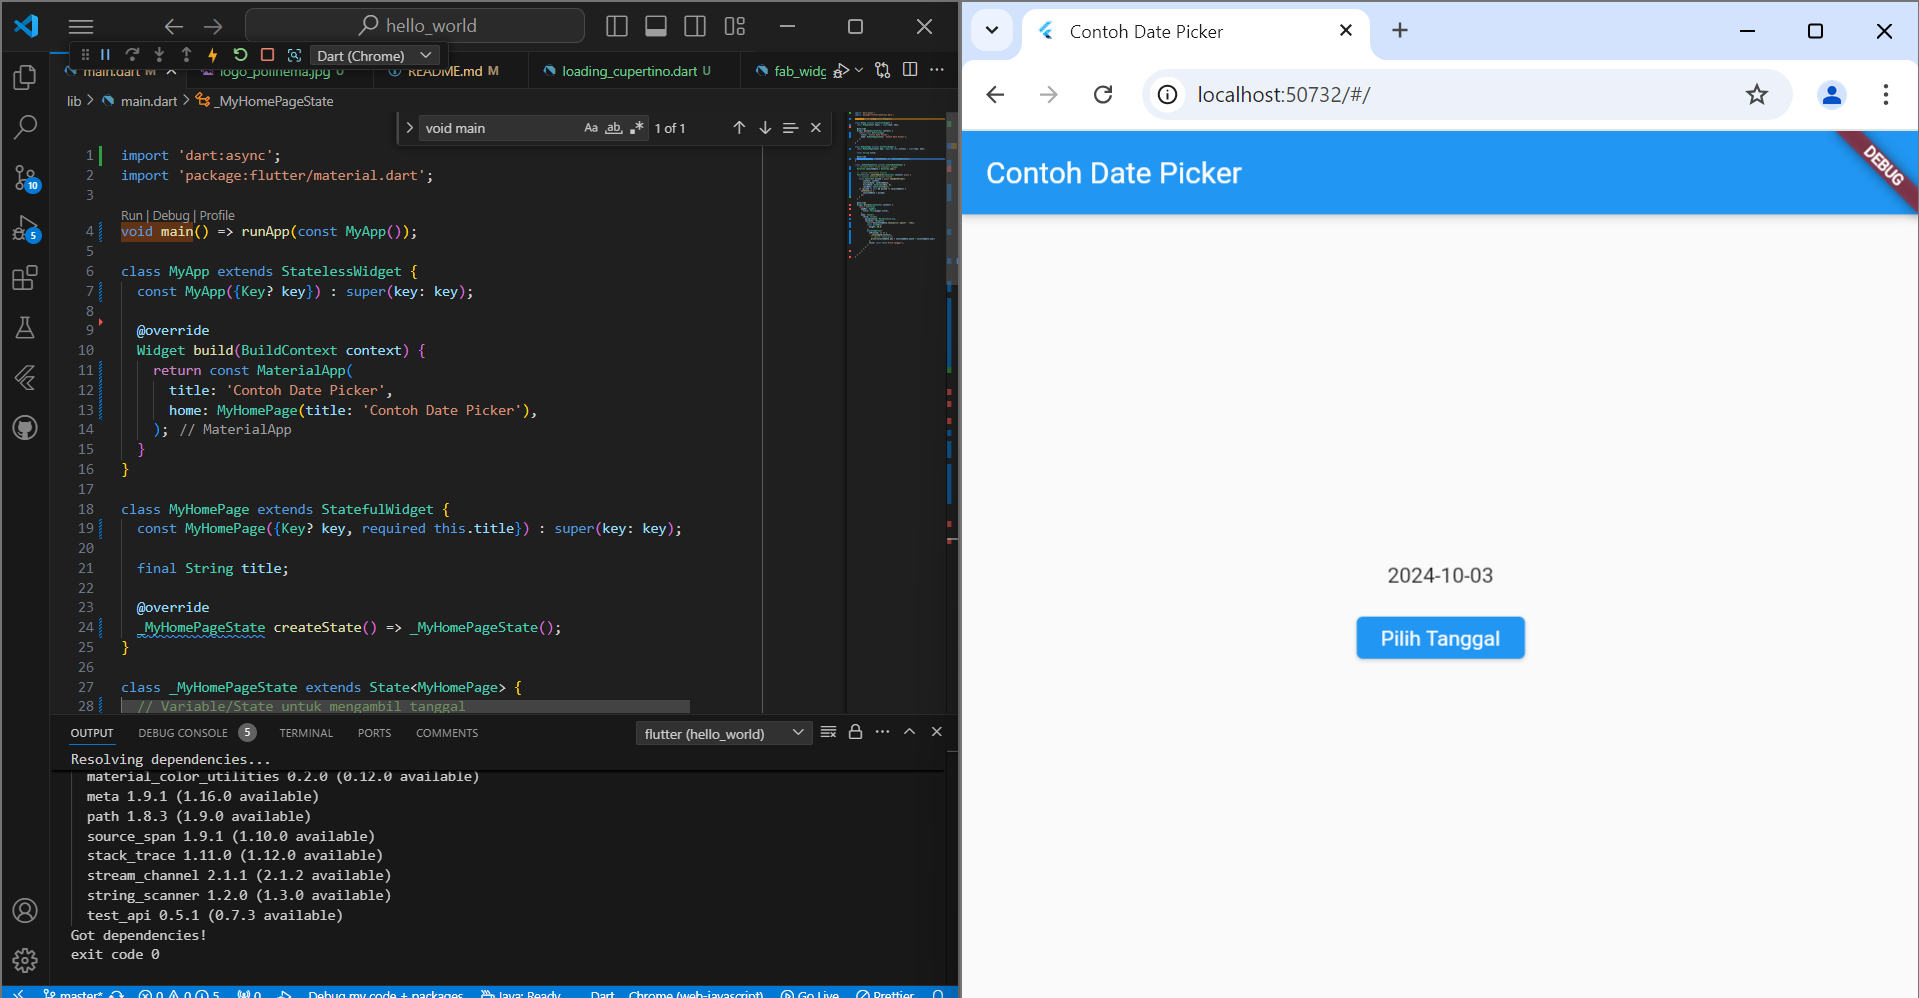 hello_world
Dart (Chrome)
main.dart M
logo_polinema.jpg U
README.md M
loading_cupertino.dart U
fab_widg
lib > main.dart > _MyHomePageState
void main
Aa ab .* 1 of 1
1 import 'dart:async';
2 import 'package:flutter/material.dart';
3
Run | Debug | Profile
4 void main() => runApp(const MyApp());
5
6 class MyApp extends StatelessWidget {
7 const MyApp({Key? key}) : super(key: key);
8
9 @override
10 Widget build(BuildContext context) {
11 return const MaterialApp(
12 title: 'Contoh Date Picker',
13 home: MyHomePage(title: 'Contoh Date Picker'),
14 ); // MaterialApp
15 }
16 }
17
18 class MyHomePage extends StatefulWidget {
19 const MyHomePage({Key? key, required this.title}) : super(key: key);
20
21 final String title;
22
23 @override
24 _MyHomePageState createState() => _MyHomePageState();
25 }
26
27 class _MyHomePageState extends State<MyHomePage> {
28 // Variable/State untuk mengambil tanggal
10
5
OUTPUT DEBUG CONSOLE 5 TERMINAL PORTS COMMENTS
flutter (hello_world)
Resolving dependencies...
material_color_utilities 0.2.0 (0.12.0 available)
meta 1.9.1 (1.16.0 available)
path 1.8.3 (1.9.0 available)
source_span 1.9.1 (1.10.0 available)
stack_trace 1.11.0 (1.12.0 available)
stream_channel 2.1.1 (2.1.2 available)
string_scanner 1.2.0 (1.3.0 available)
test_api 0.5.1 (0.7.3 available)
Got dependencies!
exit code 0
master* 0 0 5 0 Debug my code + packages Java: Ready Dart Chrome (web-javascript) Go Live Prettier
Contoh Date Picker
localhost:50732/#/
Contoh Date Picker
DEBUG
2024-10-03
Pilih Tanggal